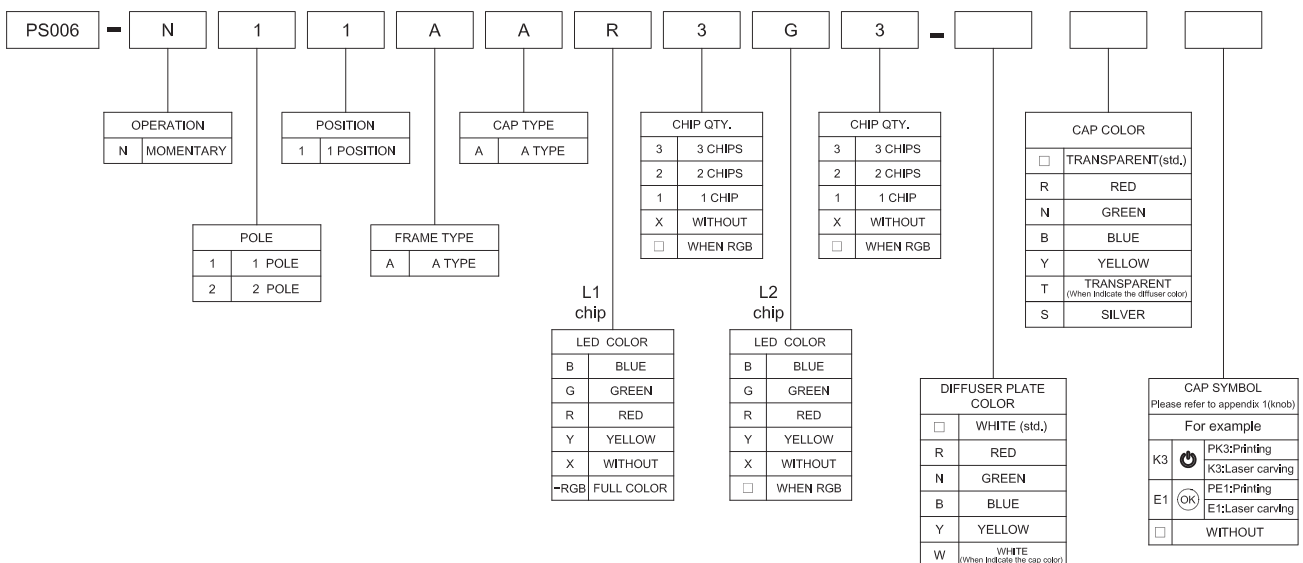 PS006 - N 1 1 A A R 3 G 3 -
OPERATION
N MOMENTARY
POSITION
1 1 POSITION
CAP TYPE
A A TYPE
CHIP QTY.
3 3 CHIPS
2 2 CHIPS
1 1 CHIP
X WITHOUT
□ WHEN RGB
CHIP QTY.
3 3 CHIPS
2 2 CHIPS
1 1 CHIP
X WITHOUT
□ WHEN RGB
CAP COLOR
□ TRANSPARENT(std.)
R RED
N GREEN
B BLUE
Y YELLOW
T TRANSPARENT
(When Indicate the diffuser color)
S SILVER
POLE
1 1 POLE
2 2 POLE
FRAME TYPE
A A TYPE
L1
chip
LED COLOR
B BLUE
G GREEN
R RED
Y YELLOW
X WITHOUT
-RGB FULL COLOR
L2
chip
LED COLOR
B BLUE
G GREEN
R RED
Y YELLOW
X WITHOUT
□ WHEN RGB
DIFFUSER PLATE
COLOR
□ WHITE (std.)
R RED
N GREEN
B BLUE
Y YELLOW
W WHITE
(When Indicate the cap color)
CAP SYMBOL
Please refer to appendix 1(knob)
For example
K3 PK3:Printing
K3:Laser carving
E1 OK PE1:Printing
E1:Laser carving
□ WITHOUT